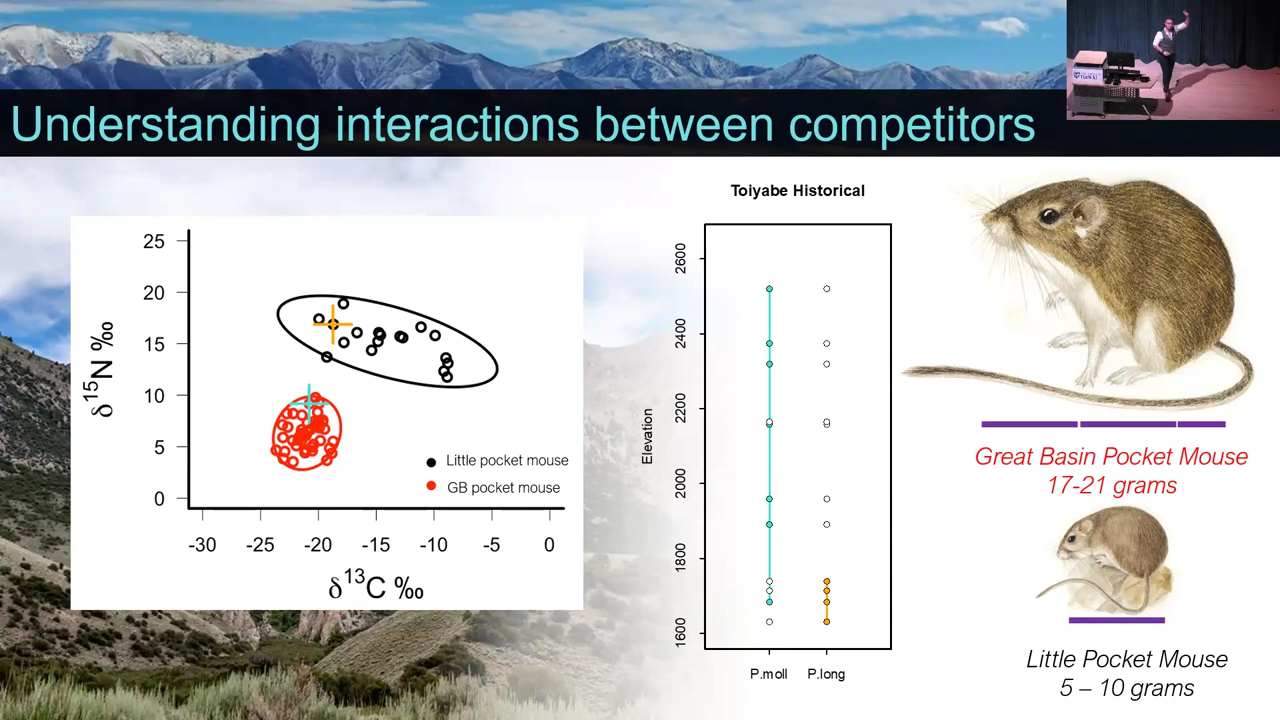 Understanding interactions between competitors
25
20
15
10
5
0
δ15N ‰
-30 -25 -20 -15 -10 -5 0
δ13C ‰
Little pocket mouse
GB pocket mouse
Toiyabe Historical
2600
2400
2200
2000
1800
1600
Elevation
P.moll P.long
Great Basin Pocket Mouse
17-21 grams
Little Pocket Mouse
5 – 10 grams